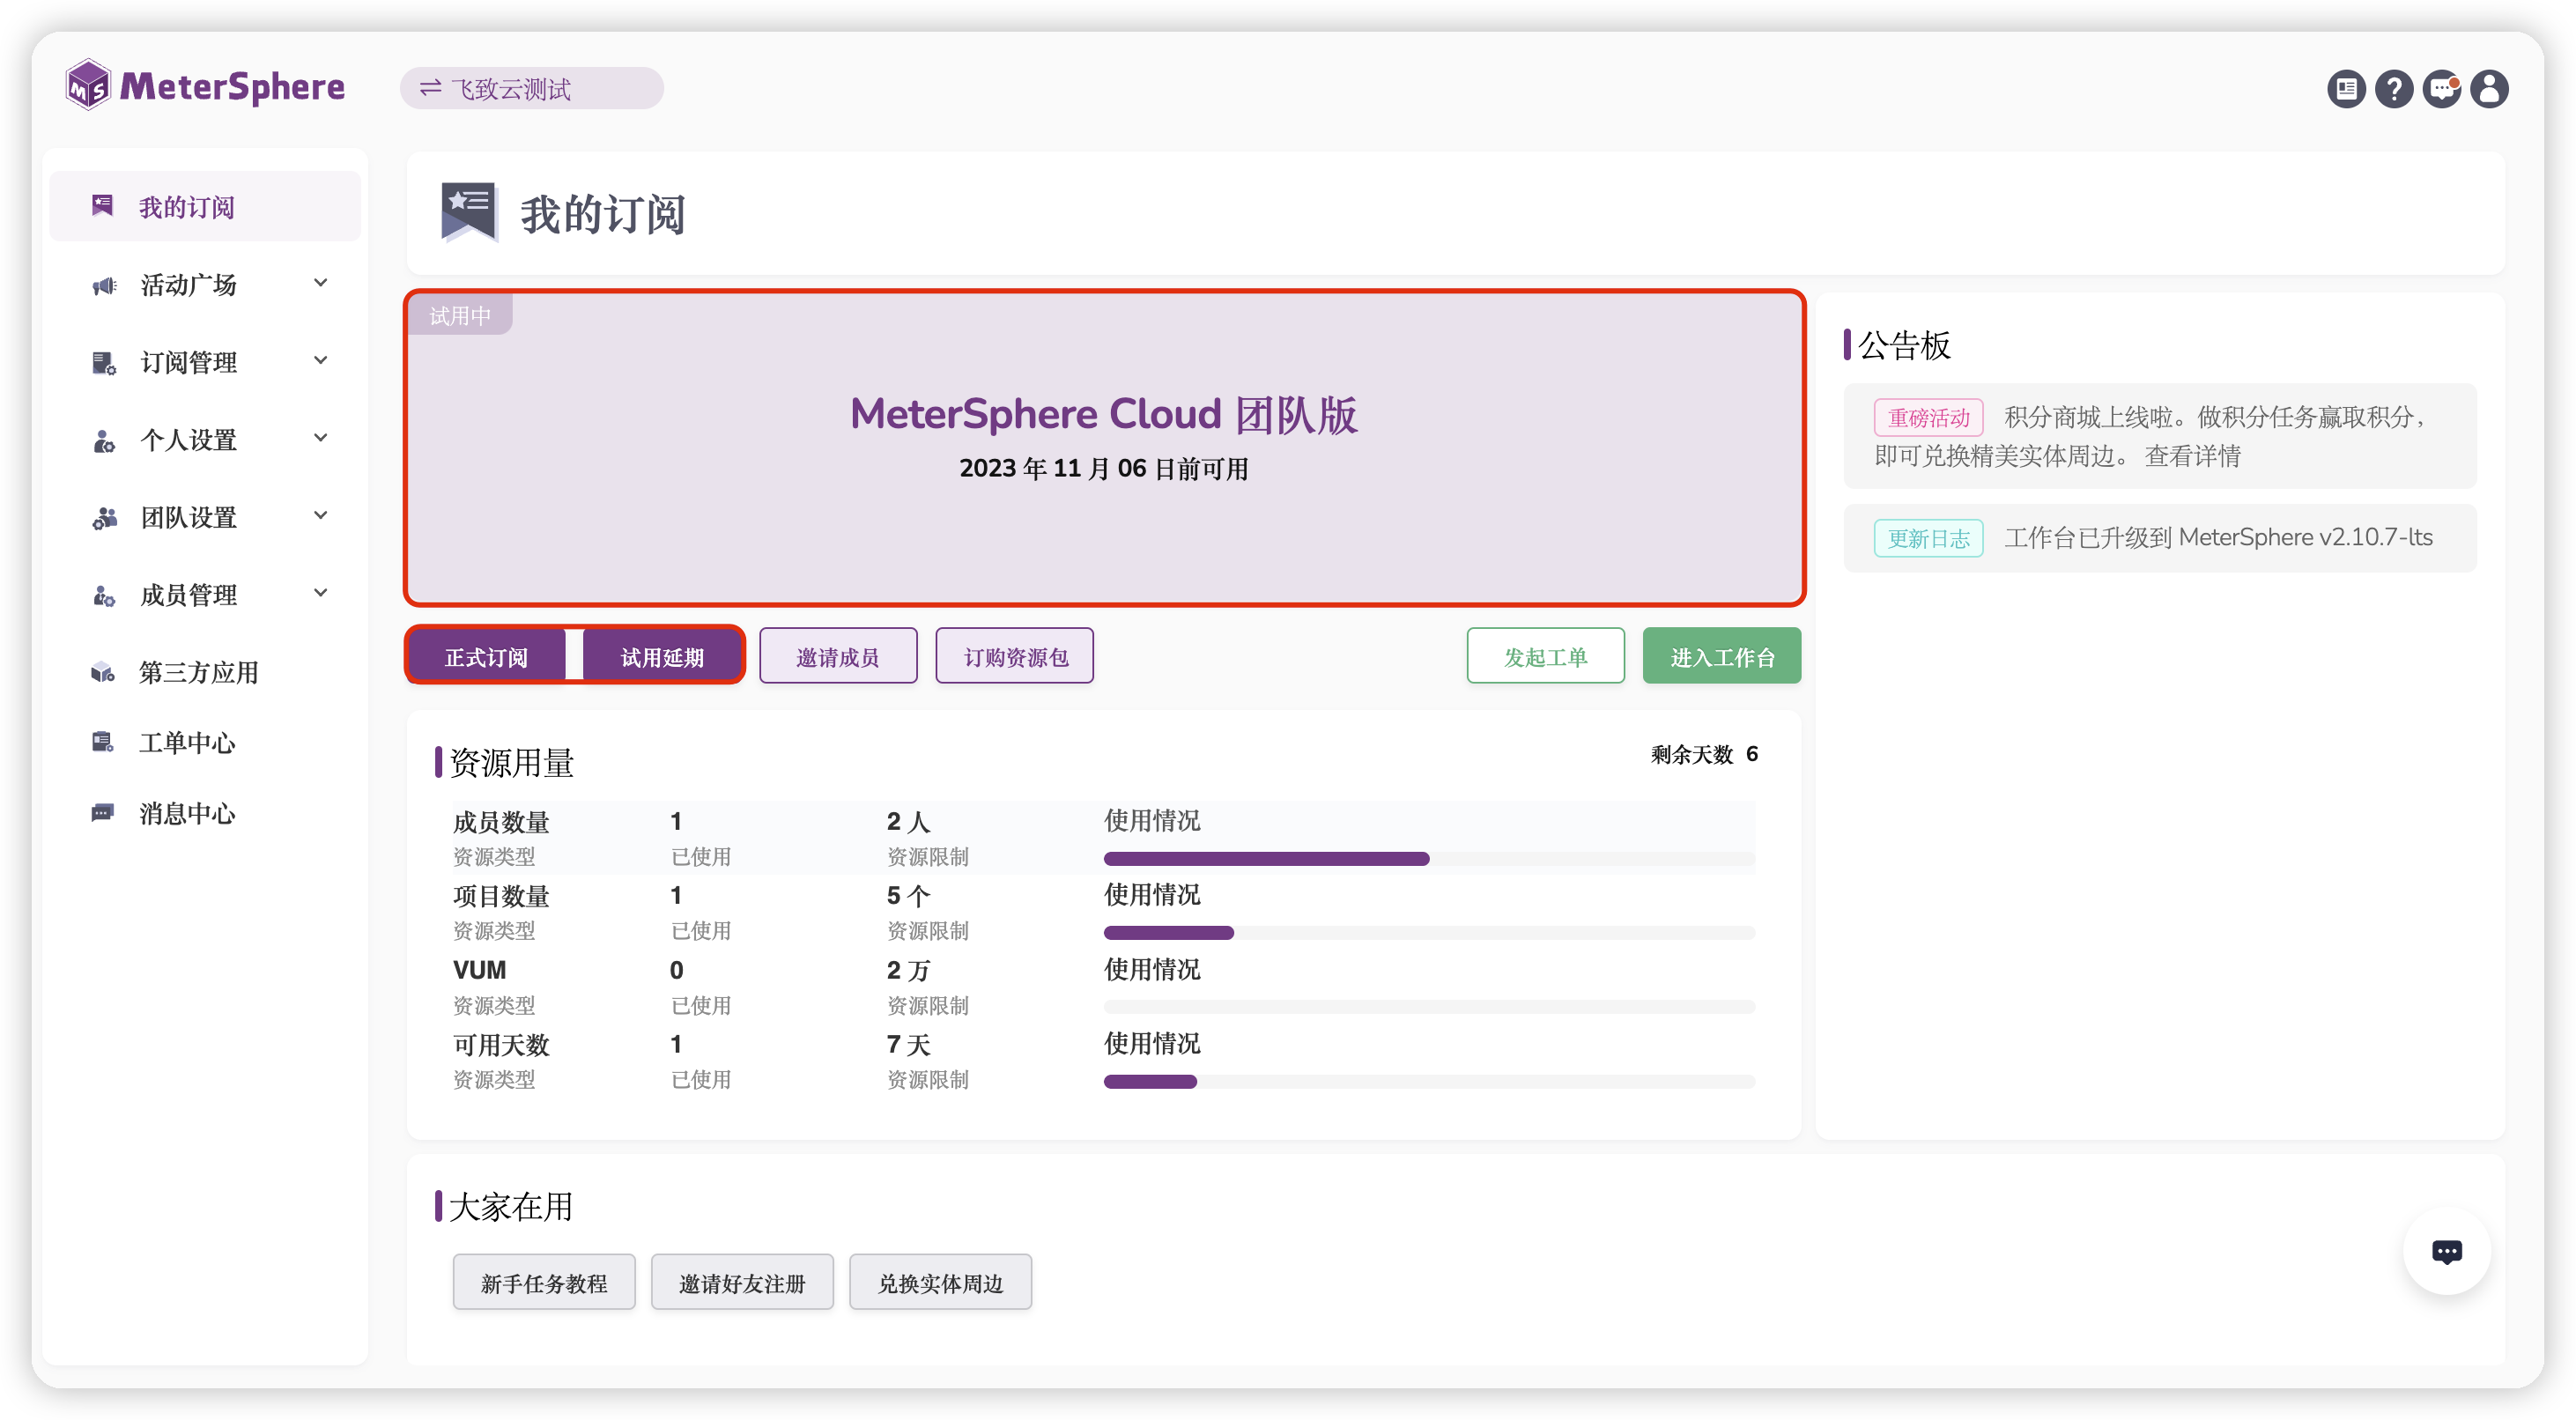 MeterSphere
飞致云测试
我的订阅
活动广场
订阅管理
个人设置
团队设置
成员管理
第三方应用
工单中心
消息中心
我的订阅
试用中
MeterSphere Cloud 团队版
2023 年 11 月 06 日前可用
正式订阅
试用延期
邀请成员
订购资源包
发起工单
进入工作台
资源用量
剩余天数 6
成员数量 1 2 人 使用情况
资源类型 已使用 资源限制
项目数量 1 5 个 使用情况
资源类型 已使用 资源限制
VUM 0 2 万 使用情况
资源类型 已使用 资源限制
可用天数 1 7 天 使用情况
资源类型 已使用 资源限制
公告板
重磅活动 积分商城上线啦。做积分任务赢取积分，
即可兑换精美实体周边。 查看详情
更新日志 工作台已升级到 MeterSphere v2.10.7-lts
大家在用
新手任务教程
邀请好友注册
兑换实体周边